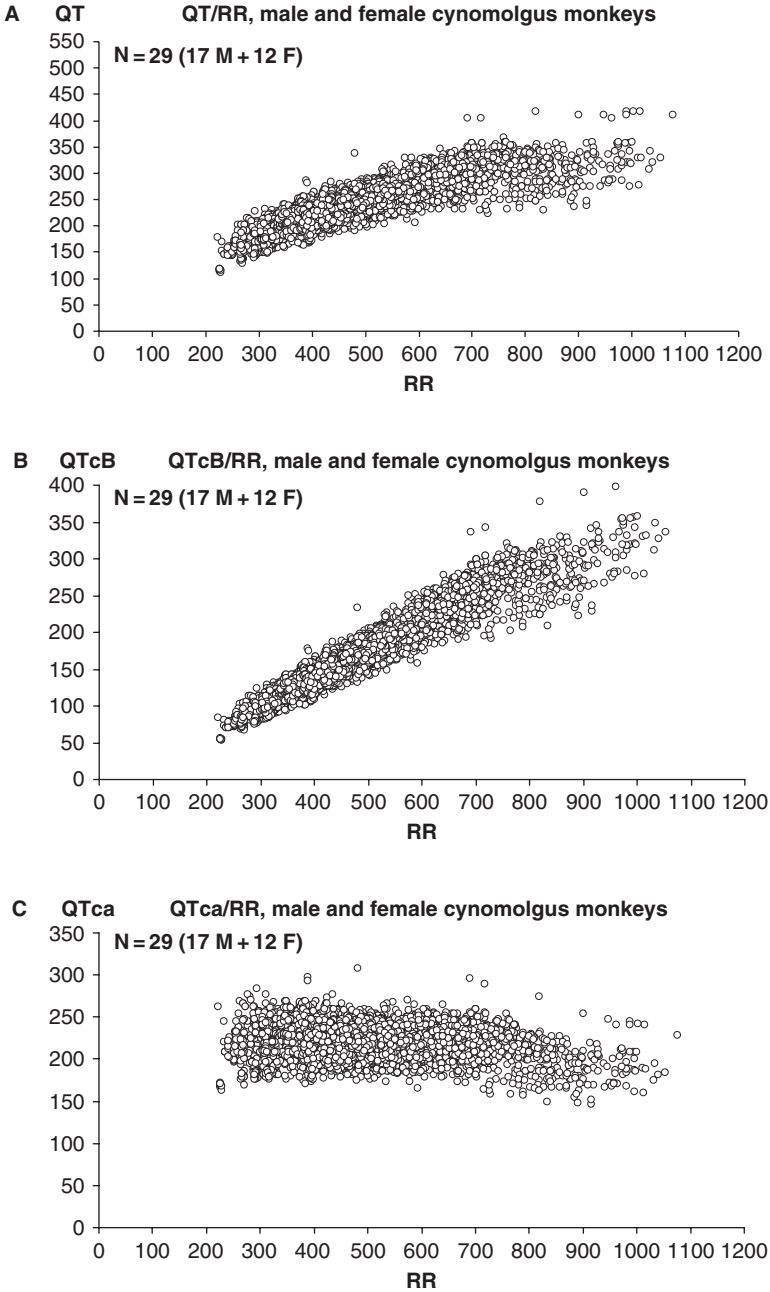 A QT QT/RR, male and female cynomolgus monkeys
N = 29 (17 M + 12 F)
550
500
450
400
350
300
250
200
150
100
50
0
0 100 200 300 400 500 600 700 800 900 1000 1100 1200
RR
B QTcB QTcB/RR, male and female cynomolgus monkeys
N = 29 (17 M + 12 F)
400
350
300
250
200
150
100
50
0
0 100 200 300 400 500 600 700 800 900 1000 1100 1200
RR
C QTca QTca/RR, male and female cynomolgus monkeys
N = 29 (17 M + 12 F)
350
300
250
200
150
100
50
0
0 100 200 300 400 500 600 700 800 900 1000 1100 1200
RR